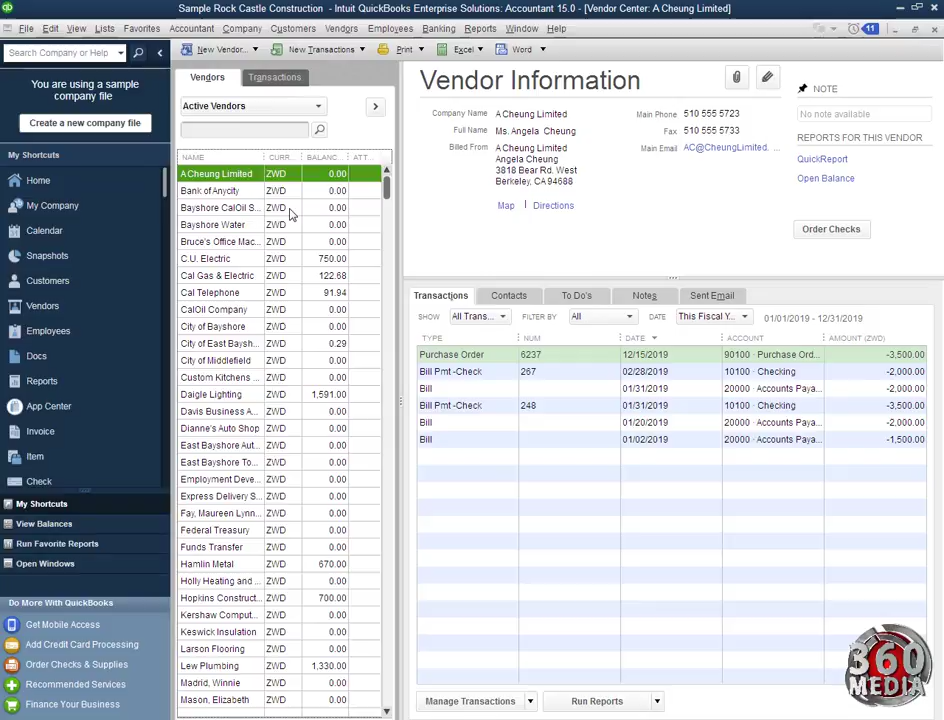 Sample Rock Castle Construction - Intuit QuickBooks Enterprise Solutions: Accountant 15.0 - [Vendor Center: A Cheung Limited]
File Edit View Lists Favorites Accountant Company Customers Vendors Employees Banking Reports Window Help 11
Search Company or Help
You are using a sample
company file
Create a new company file
My Shortcuts
Home
My Company
Calendar
Snapshots
Customers
Vendors
Employees
Docs
Reports
App Center
Invoice
Item
Check
My Shortcuts
View Balances
Run Favorite Reports
Open Windows
Do More With QuickBooks
Get Mobile Access
Add Credit Card Processing
Order Checks & Supplies
Recommended Services
Finance Your Business
New Vendor... New Transactions Print Excel Word
Vendors Transactions
Active Vendors
NAME CURR... BALANC... ATT...
A Cheung Limited ZWD 0.00
Bank of Anycity ZWD 0.00
Bayshore CalOil S... ZWD 0.00
Bayshore Water ZWD 0.00
Bruce's Office Mac... ZWD 0.00
C.U. Electric ZWD 750.00
Cal Gas & Electric ZWD 122.68
Cal Telephone ZWD 91.94
CalOil Company ZWD 0.00
City of Bayshore ZWD 0.00
City of East Baysh... ZWD 0.29
City of Middlefield ZWD 0.00
Custom Kitchens ... ZWD 0.00
Daigle Lighting ZWD 1,591.00
Davis Business A... ZWD 0.00
Dianne's Auto Shop ZWD 0.00
East Bayshore Aut... ZWD 0.00
East Bayshore To... ZWD 0.00
Employment Deve... ZWD 0.00
Express Delivery S... ZWD 0.00
Fay, Maureen Lynn... ZWD 0.00
Federal Treasury ZWD 0.00
Funds Transfer ZWD 0.00
Hamlin Metal ZWD 670.00
Holly Heating and ... ZWD 0.00
Hopkins Construct... ZWD 700.00
Kershaw Comput... ZWD 0.00
Keswick Insulation ZWD 0.00
Larson Flooring ZWD 0.00
Lew Plumbing ZWD 1,330.00
Madrid, Winnie ZWD 0.00
Mason, Elizabeth ZWD 0.00
Vendor Information
Company Name A Cheung Limited
Full Name Ms. Angela Cheung
Billed From A Cheung Limited
Angela Cheung
3818 Bear Rd. West
Berkeley, CA 94688
Map Directions
Main Phone 510 555 5723
Fax 510 555 5733
Main Email AC@CheungLimited. ...
NOTE
No note available
REPORTS FOR THIS VENDOR
QuickReport
Open Balance
Order Checks
Transactions Contacts To Do's Notes Sent Email
SHOW All Trans... FILTER BY All DATE This Fiscal Y... 01/01/2019 - 12/31/2019
TYPE NUM DATE ACCOUNT AMOUNT (ZWD)
Purchase Order 6237 12/15/2019 90100 · Purchase Ord... -3,500.00
Bill Pmt -Check 267 02/28/2019 10100 · Checking -2,000.00
Bill 01/31/2019 20000 · Accounts Paya... -2,000.00
Bill Pmt -Check 248 01/31/2019 10100 · Checking -3,500.00
Bill 01/20/2019 20000 · Accounts Paya... -2,000.00
Bill 01/02/2019 20000 · Accounts Paya... -1,500.00
Manage Transactions Run Reports
360
MEDIA